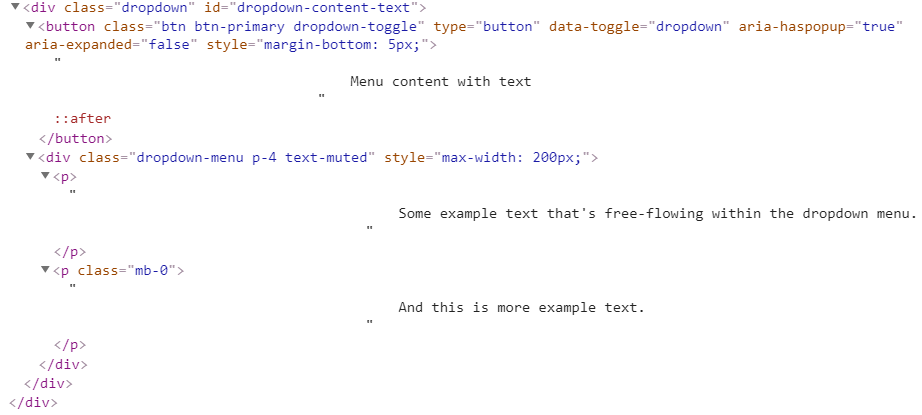 ▼<div class="dropdown" id="dropdown-content-text">
▼<button class="btn btn-primary dropdown-toggle" type="button" data-toggle="dropdown" aria-haspopup="true"
aria-expanded="false" style="margin-bottom: 5px;">
"
Menu content with text
"
::after
</button>
▼<div class="dropdown-menu p-4 text-muted" style="max-width: 200px;">
▼<p>
"
Some example text that's free-flowing within the dropdown menu.
"
</p>
▼<p class="mb-0">
"
And this is more example text.
"
</p>
</div>
</div>
</div>